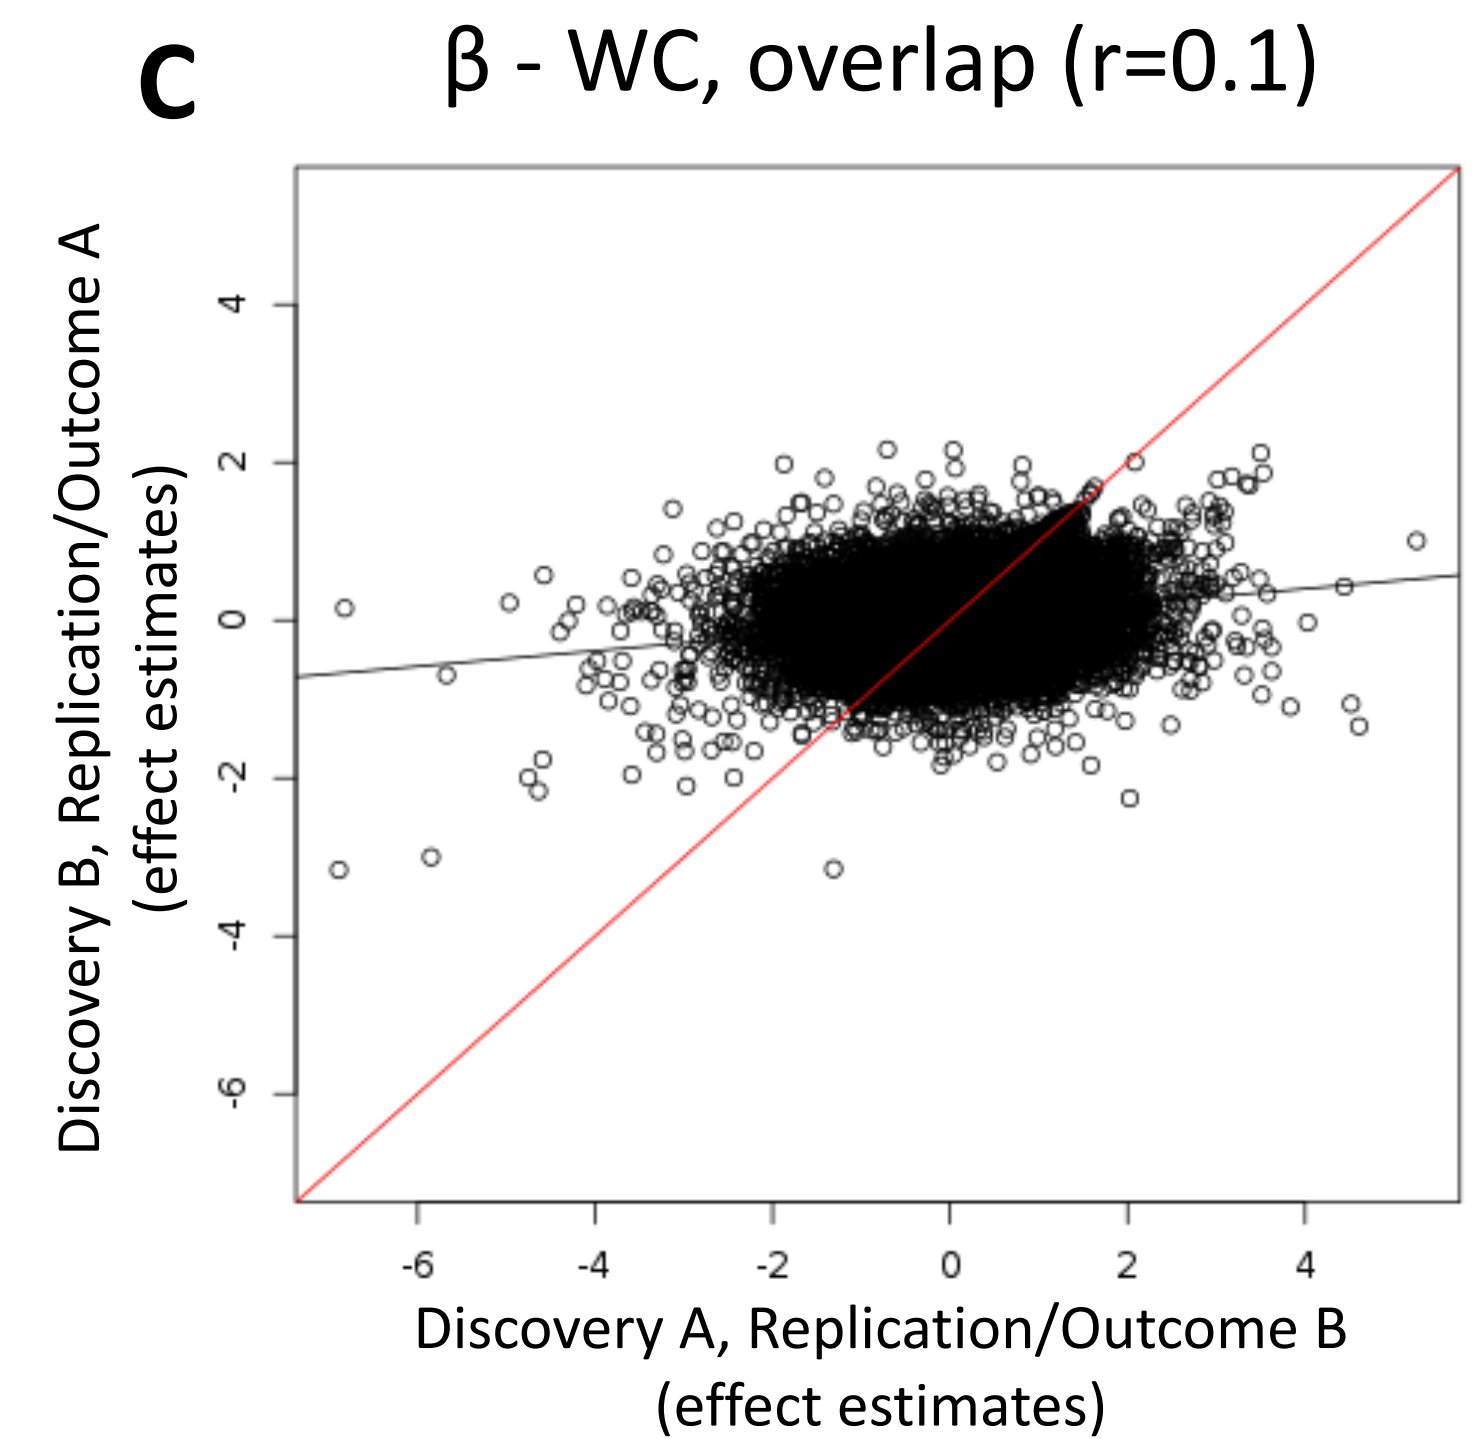 C
β - WC, overlap (r=0.1)
Discovery B, Replication/Outcome A
(effect estimates)
4
2
0
-2
-4
-6
-6 -4 -2 0 2 4
Discovery A, Replication/Outcome B
(effect estimates)